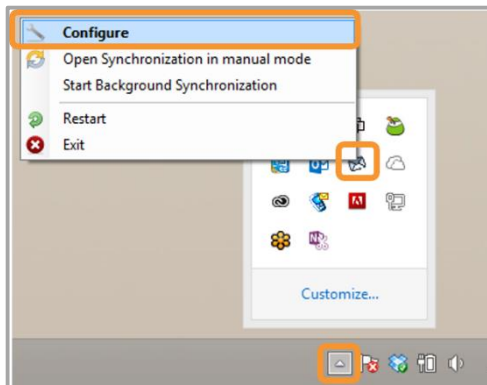 Configure
Open Synchronization in manual mode
Start Background Synchronization
Restart
Exit
Customize...